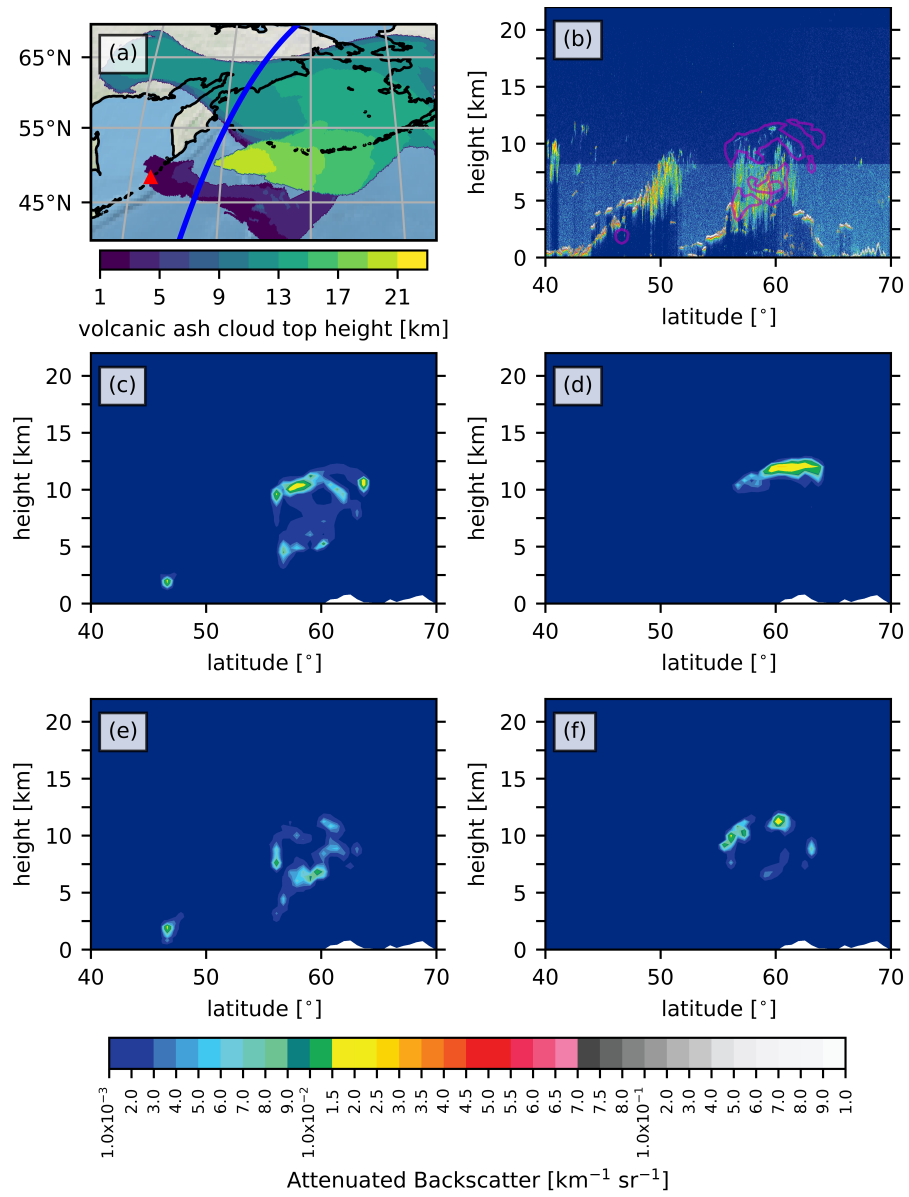 (a)
65°N
55°N
45°N
1 5 9 13 17 21
volcanic ash cloud top height [km]
(b)
height [km]
20
15
10
5
0
40 50 60 70
latitude [°]
(c)
height [km]
20
15
10
5
0
40 50 60 70
latitude [°]
(d)
height [km]
20
15
10
5
0
40 50 60 70
latitude [°]
(e)
height [km]
20
15
10
5
0
40 50 60 70
latitude [°]
(f)
height [km]
20
15
10
5
0
40 50 60 70
latitude [°]
1.0x10⁻³ 2.0 3.0 4.0 5.0 6.0 7.0 8.0 9.0 1.0x10⁻² 1.5 2.0 2.5 3.0 3.5 4.0 4.5 5.0 5.5 6.0 6.5 7.0 7.5 8.0 1.0x10⁻¹ 2.0 3.0 4.0 5.0 6.0 7.0 8.0 9.0 1.0
Attenuated Backscatter [km⁻¹ sr⁻¹]